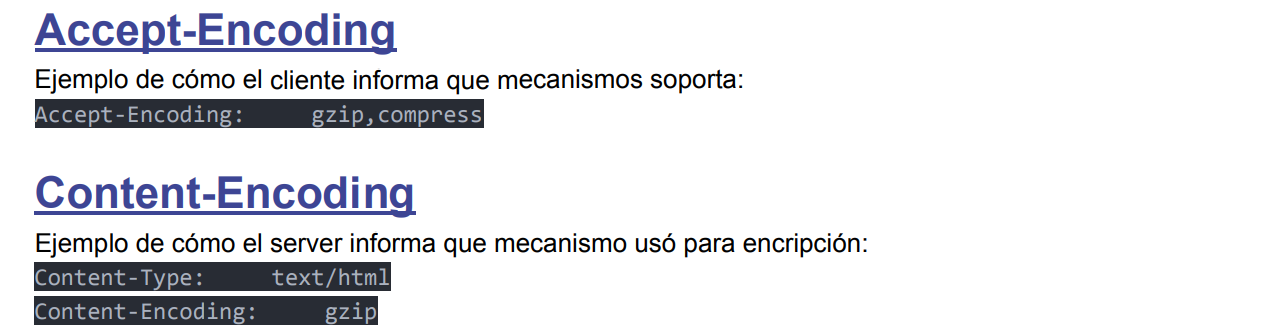 Accept-Encoding
Ejemplo de cómo el cliente informa que mecanismos soporta:
Accept-Encoding:     gzip,compress
Content-Encoding
Ejemplo de cómo el server informa que mecanismo usó para encripción:
Content-Type:     text/html
Content-Encoding:     gzip